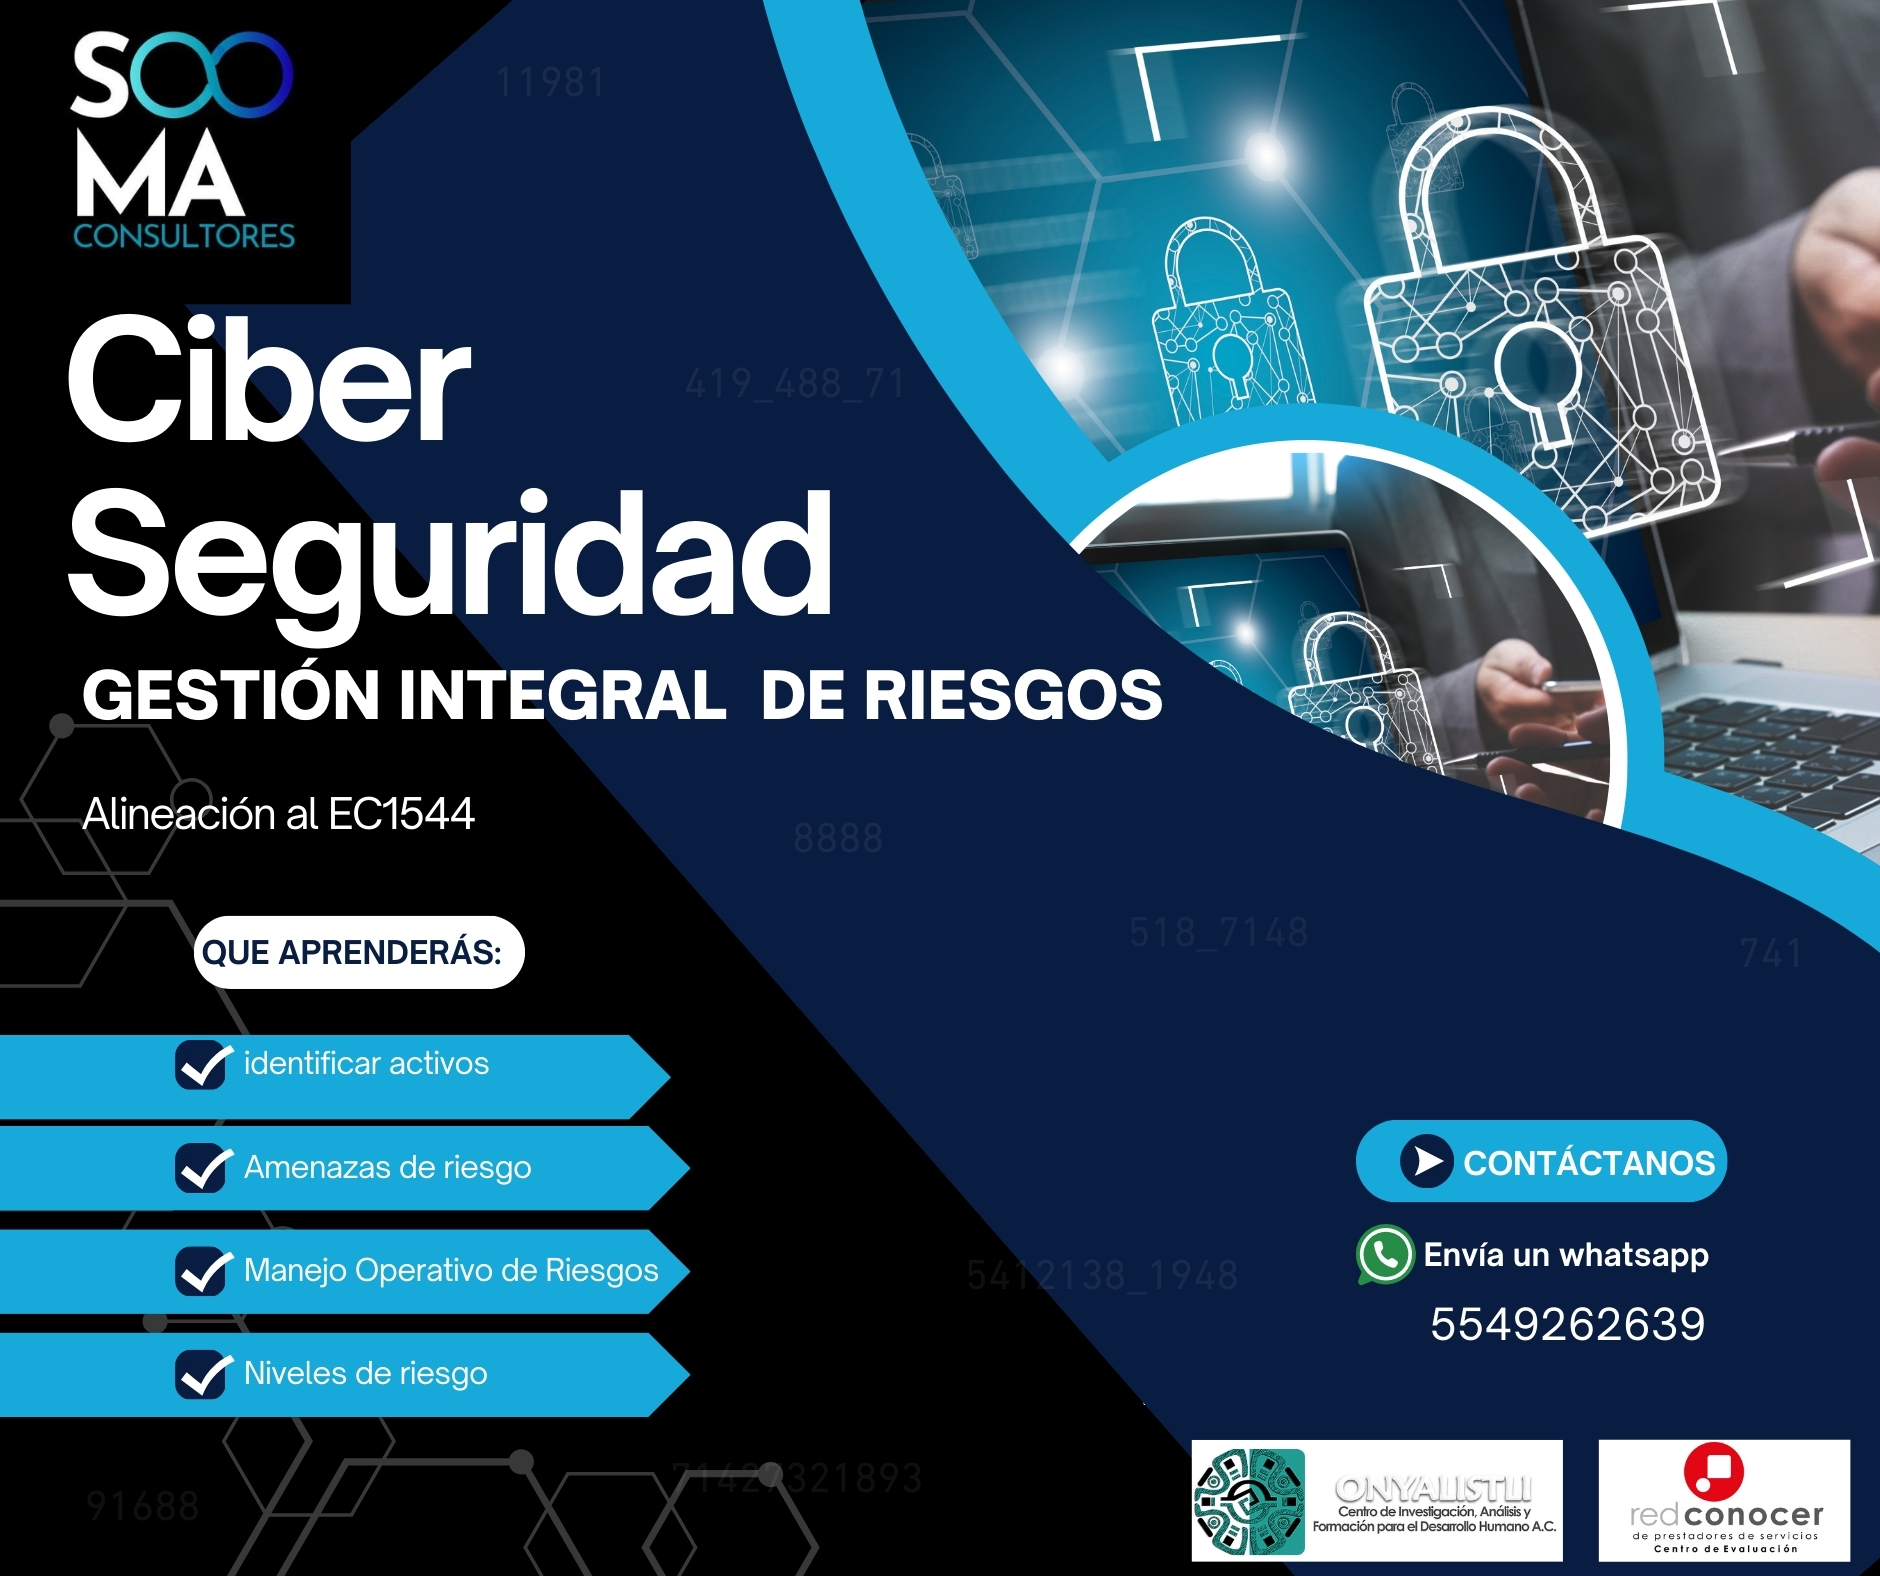 SOO
MA
CONSULTORES
11981
Ciber
419_488_71
Seguridad
GESTIÓN INTEGRAL DE RIESGOS
Alineación al EC1544
8888
518_7148
741
QUE APRENDERÁS:
identificar activos
Amenazas de riesgo
Manejo Operativo de Riesgos
Niveles de riesgo
CONTÁCTANOS
Envía un whatsapp
5412138_1948
5549262639
71427321893
91688
ONYALISTLI
Centro de Investigación, Análisis y
Formación para el Desarrollo Humano A.C.
red conocer
de prestadores de servicios
Centro de Evaluación